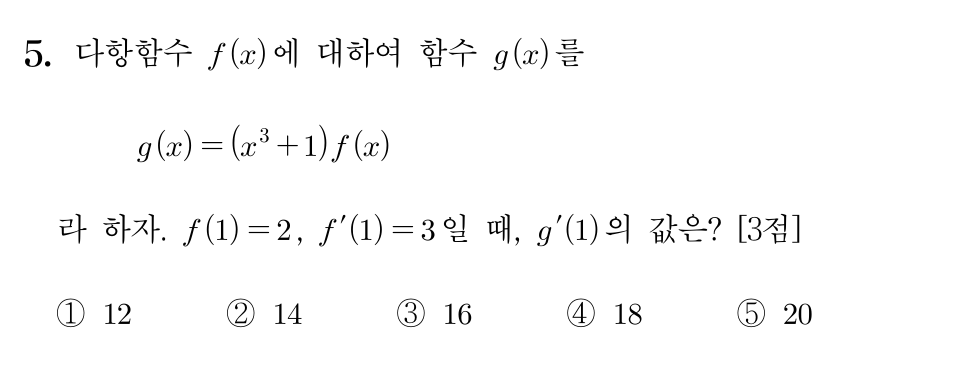 5. 다항함수 f(x)에 대하여 함수 g(x)를
g(x)=(x³+1)f(x)
라 하자. f(1)=2, f′(1)=3일 때, g′(1)의 값은? [3점]
① 12 ② 14 ③ 16 ④ 18 ⑤ 20